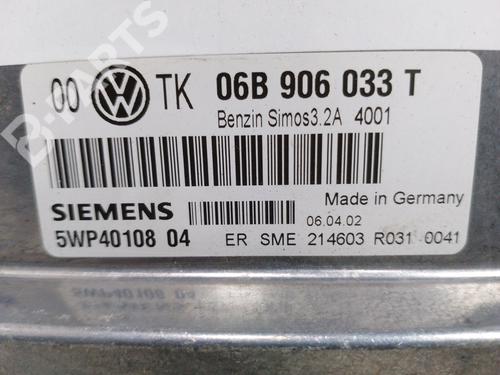 B-PARTS
00 TK 06B 906 033 T
Benzin Simos3.2A 4001
Made in Germany
SIEMENS
06.04.02
5WP40108 04 ER SME 214603 R031 0041